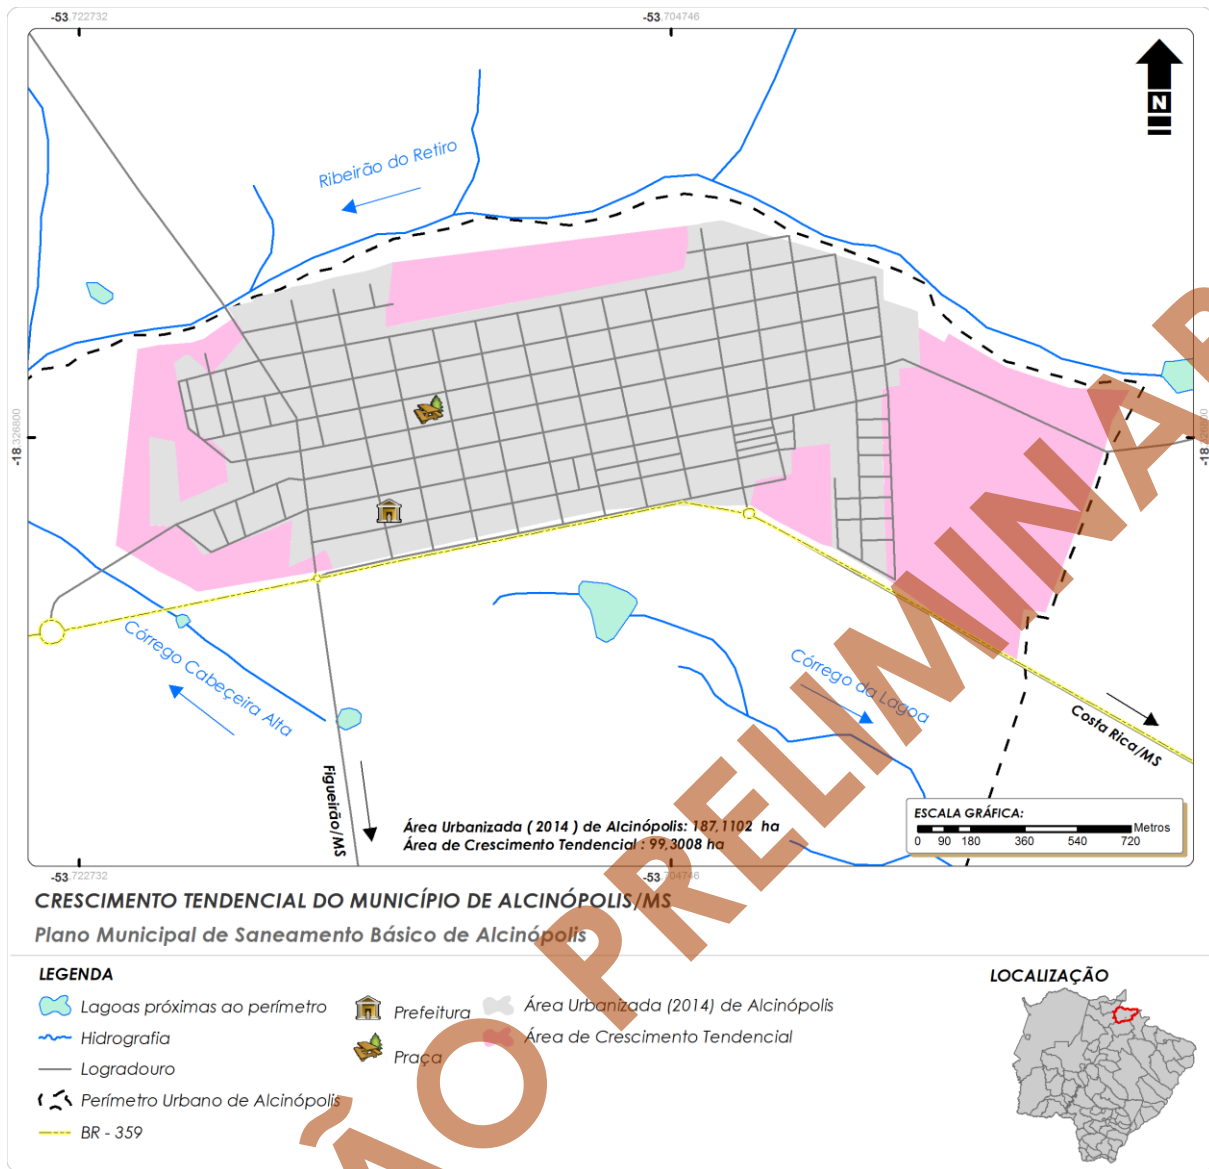 -53,722732
-53,704746
N
Ribeirão do Retiro
-18,326800
-18,326800
Córrego Cabeçeira Alta
Córrego da Lagoa
Costa Rica/MS
Figueirão/MS
Área Urbanizada ( 2014 ) de Alcinópolis: 187,1102 ha
Área de Crescimento Tendencial : 99,3008 ha
ESCALA GRÁFICA:
Metros
0 90 180 360 540 720
-53,722732
-53,704746
CRESCIMENTO TENDENCIAL DO MUNICÍPIO DE ALCINÓPOLIS/MS
Plano Municipal de Saneamento Básico de Alcinópolis
LEGENDA
Lagoas próximas ao perímetro
Hidrografia
Logradouro
Perímetro Urbano de Alcinópolis
BR - 359
Prefeitura
Praça
Área Urbanizada (2014) de Alcinópolis
Área de Crescimento Tendencial
LOCALIZAÇÃO
ÃO PRELIMINAR